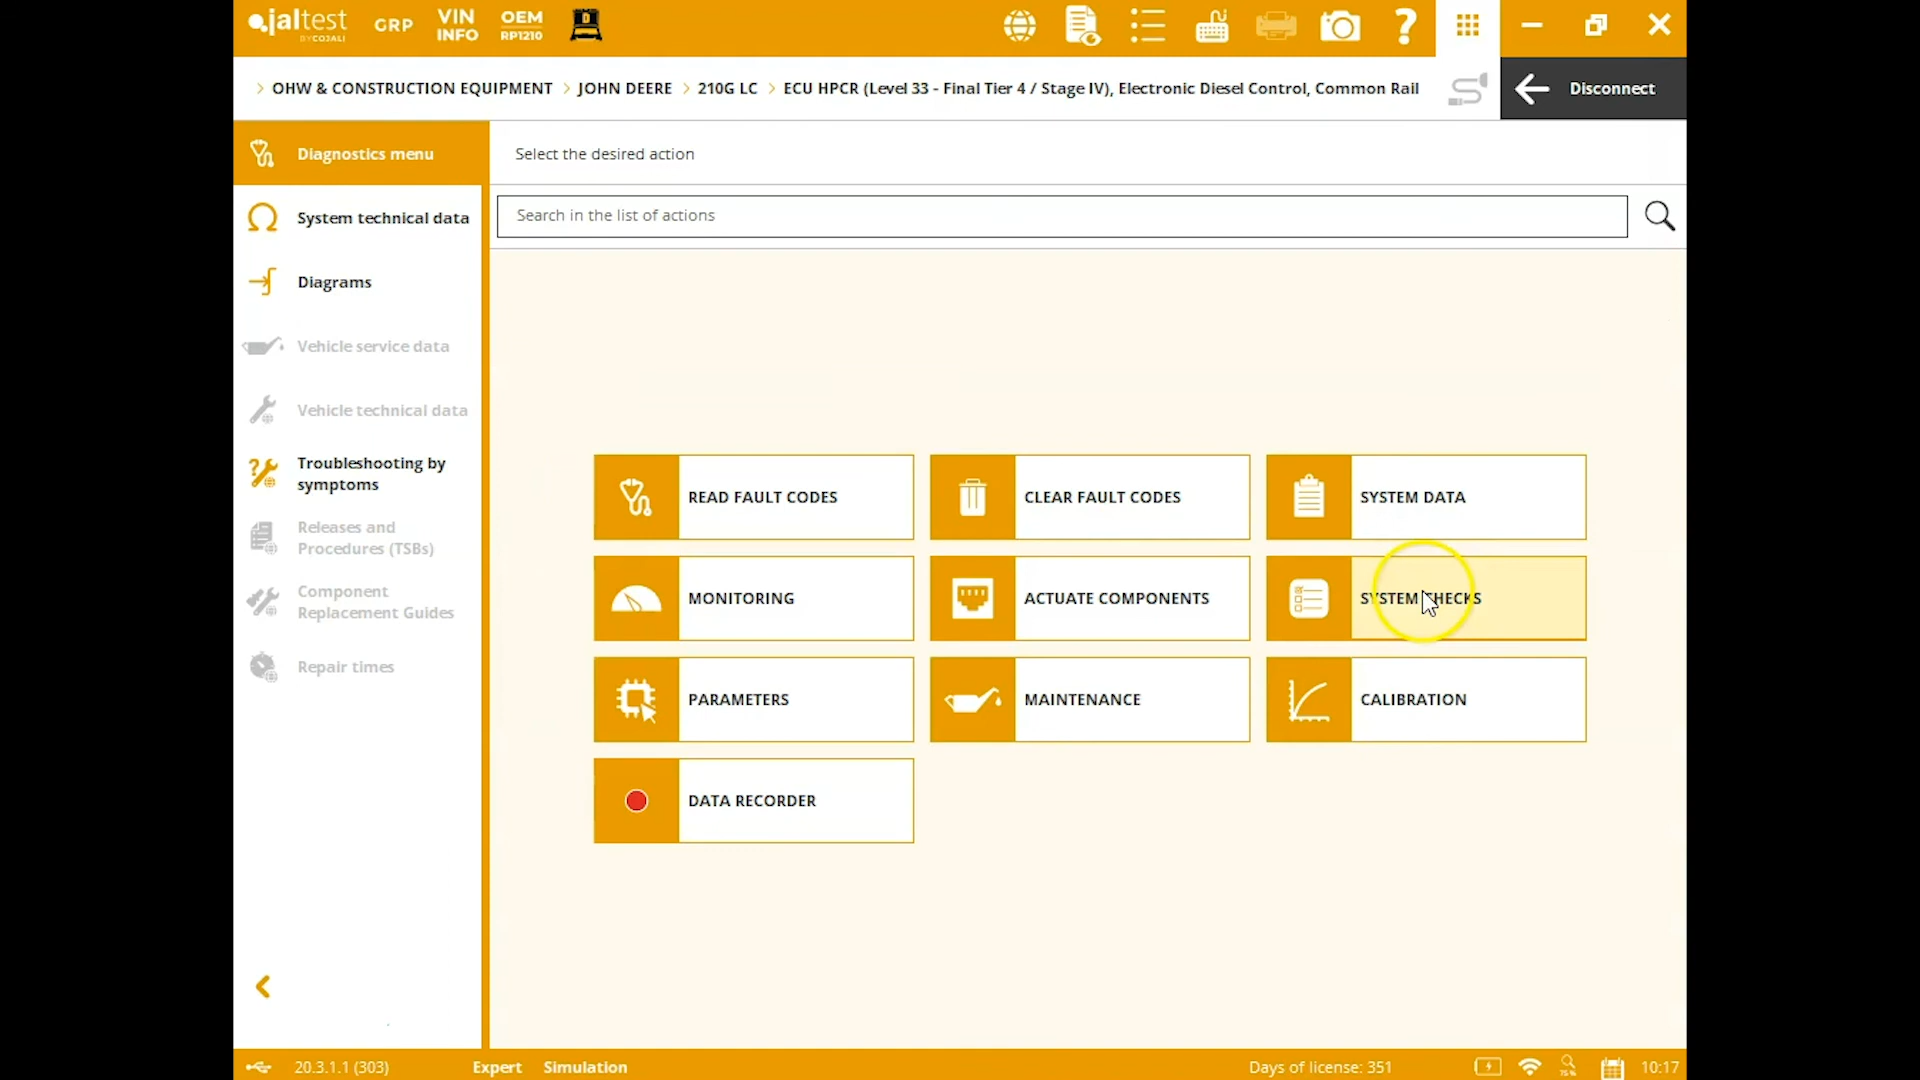 jaltest
BY COJALI
GRP
VIN
INFO
OEM
RP1210
D
?
> OHW & CONSTRUCTION EQUIPMENT > JOHN DEERE > 210G LC > ECU HPCR (Level 33 - Final Tier 4 / Stage IV), Electronic Diesel Control, Common Rail
Disconnect
Diagnostics menu
Select the desired action
System technical data
Search in the list of actions
Diagrams
Vehicle service data
Vehicle technical data
Troubleshooting by
symptoms
Releases and
Procedures (TSBs)
Component
Replacement Guides
Repair times
READ FAULT CODES
CLEAR FAULT CODES
SYSTEM DATA
MONITORING
ACTUATE COMPONENTS
SYSTEM CHECKS
PARAMETERS
MAINTENANCE
CALIBRATION
DATA RECORDER
20.3.1.1 (303)
Expert
Simulation
Days of license: 351
75%
10:17